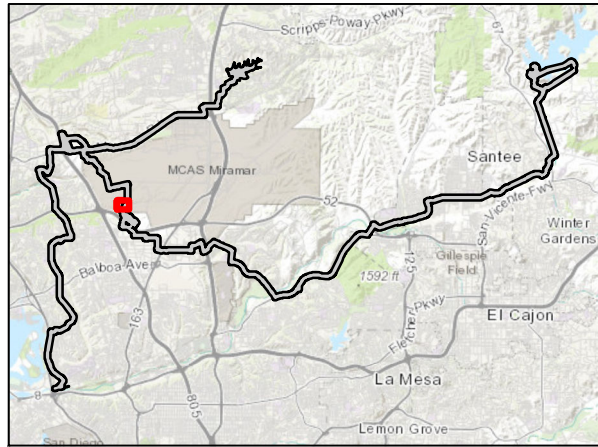 Scripps-Poway-Pkwy
67
Santee
MCAS Miramar
52
San-Vicente-Fwy
Winter
Gardens
Balboa Avenue
Gillespie
Field
1592 ft
125
163
Fletcher Pkwy
El Cajon
La Mesa
8
805
Lemon Grove
San Diego